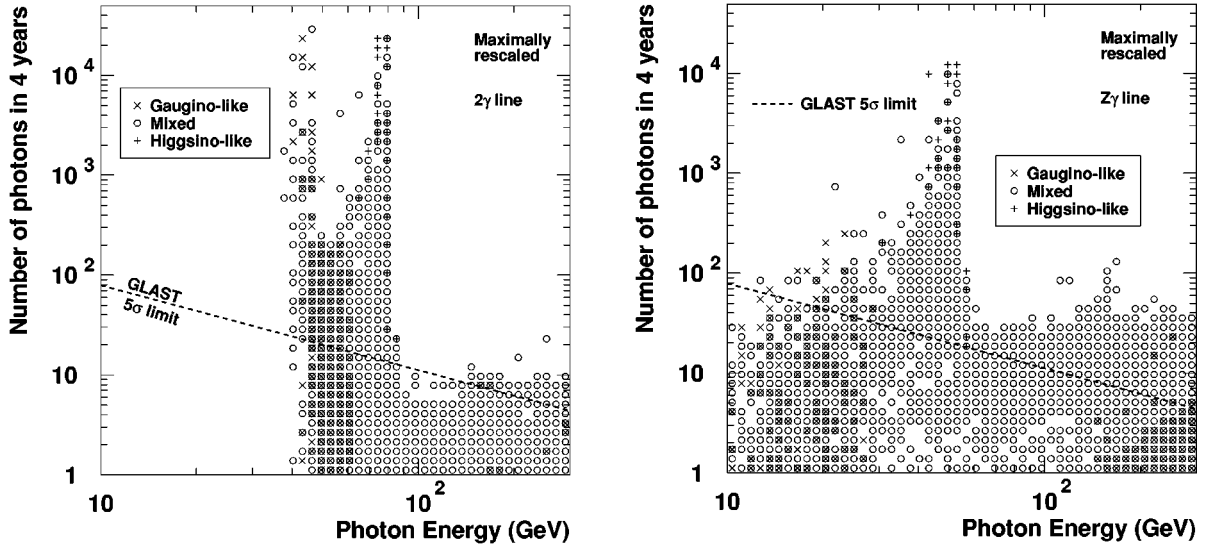 Number of photons in 4 years
10^4
10^3
10^2
10
1
Maximally
rescaled
2γ line
× Gaugino-like
○ Mixed
+ Higgsino-like
GLAST
5σ limit
10
10^2
Photon Energy (GeV)
Number of photons in 4 years
10^4
10^3
10^2
10
1
Maximally
rescaled
GLAST 5σ limit
Zγ line
× Gaugino-like
○ Mixed
+ Higgsino-like
10
10^2
Photon Energy (GeV)